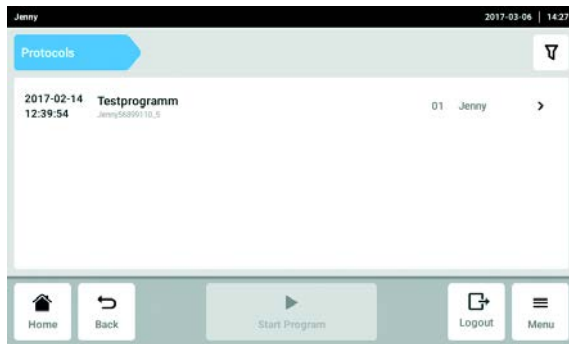 Jenny 2017-03-06 | 14:27
Protocols
2017-02-14 Testprogramm 01 Jenny
12:39:54 Jenny56899110_5
Home Back Start Program Logout Menu